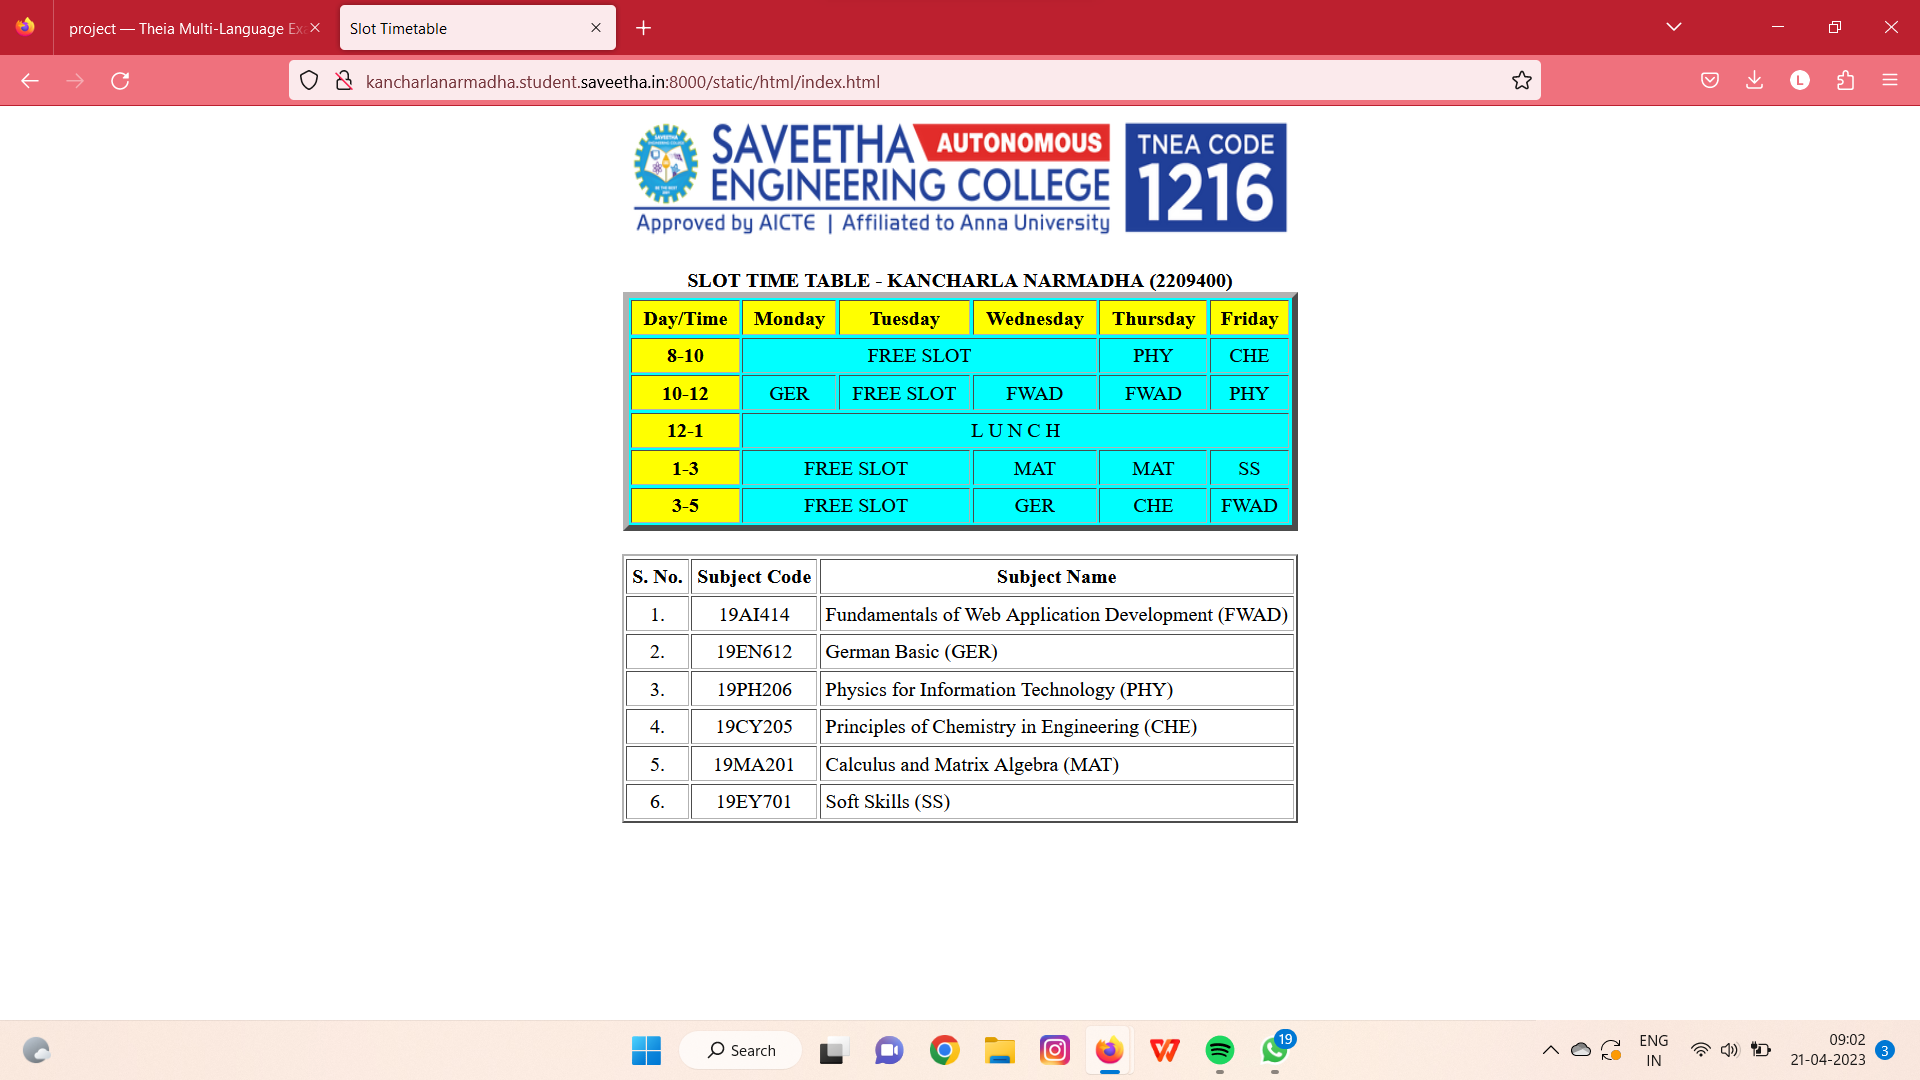 project — Theia Multi-Language Ex
Slot Timetable
kancharlanarmadha.student.saveetha.in:8000/static/html/index.html
L
SAVEETHA AUTONOMOUS
ENGINEERING COLLEGE
Approved by AICTE | Affiliated to Anna University
TNEA CODE
1216
SLOT TIME TABLE - KANCHARLA NARMADHA (2209400)
Day/Time Monday Tuesday Wednesday Thursday Friday
8-10 FREE SLOT PHY CHE
10-12 GER FREE SLOT FWAD FWAD PHY
12-1 L U N C H
1-3 FREE SLOT MAT MAT SS
3-5 FREE SLOT GER CHE FWAD
S. No. Subject Code Subject Name
1. 19AI414 Fundamentals of Web Application Development (FWAD)
2. 19EN612 German Basic (GER)
3. 19PH206 Physics for Information Technology (PHY)
4. 19CY205 Principles of Chemistry in Engineering (CHE)
5. 19MA201 Calculus and Matrix Algebra (MAT)
6. 19EY701 Soft Skills (SS)
Search
19
ENG
IN
09:02
21-04-2023
3